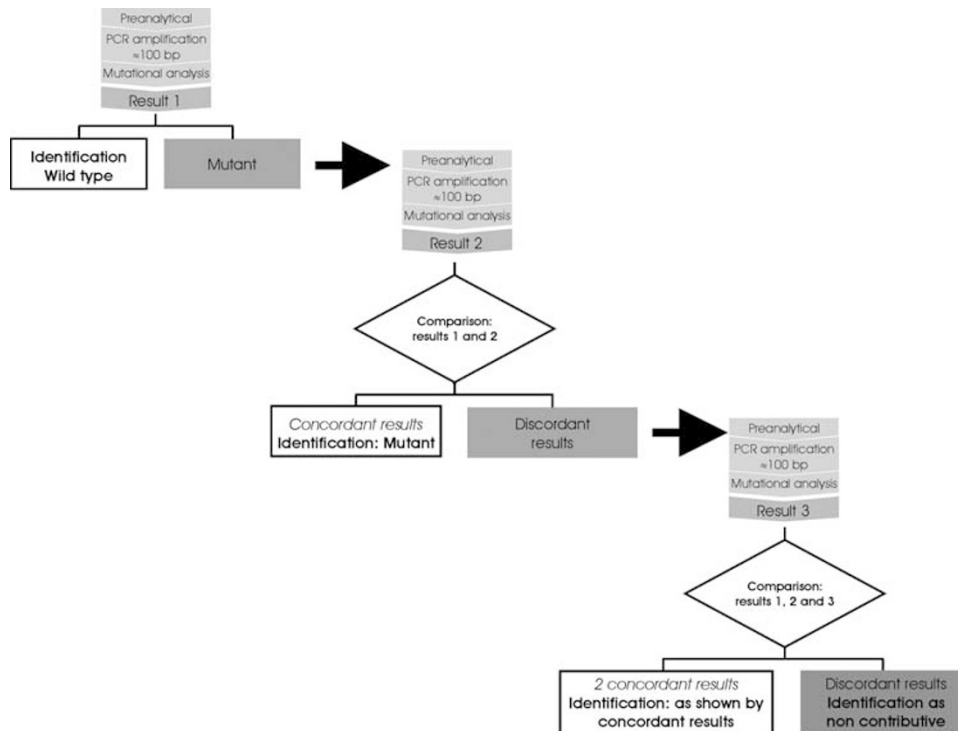 Preanalytical
PCR amplification
≈100 bp
Mutational analysis
Result 1
Identification
Wild type
Mutant
Preanalytical
PCR amplification
≈100 bp
Mutational analysis
Result 2
Comparison:
results 1 and 2
Concordant results
Identification: Mutant
Discordant
results
Preanalytical
PCR amplification
≈100 bp
Mutational analysis
Result 3
Comparison:
results 1, 2 and 3
2 concordant results
Identification: as shown by
concordant results
Discordant results
Identification as
non contributive